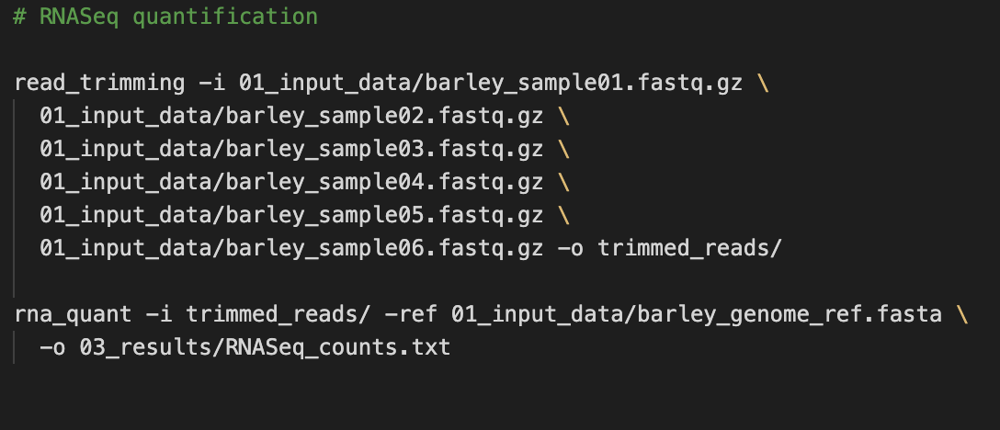 # RNASeq quantification
read_trimming -i 01_input_data/barley_sample01.fastq.gz \
01_input_data/barley_sample02.fastq.gz \
01_input_data/barley_sample03.fastq.gz \
01_input_data/barley_sample04.fastq.gz \
01_input_data/barley_sample05.fastq.gz \
01_input_data/barley_sample06.fastq.gz -o trimmed_reads/
rna_quant -i trimmed_reads/ -ref 01_input_data/barley_genome_ref.fasta \
-o 03_results/RNASeq_counts.txt